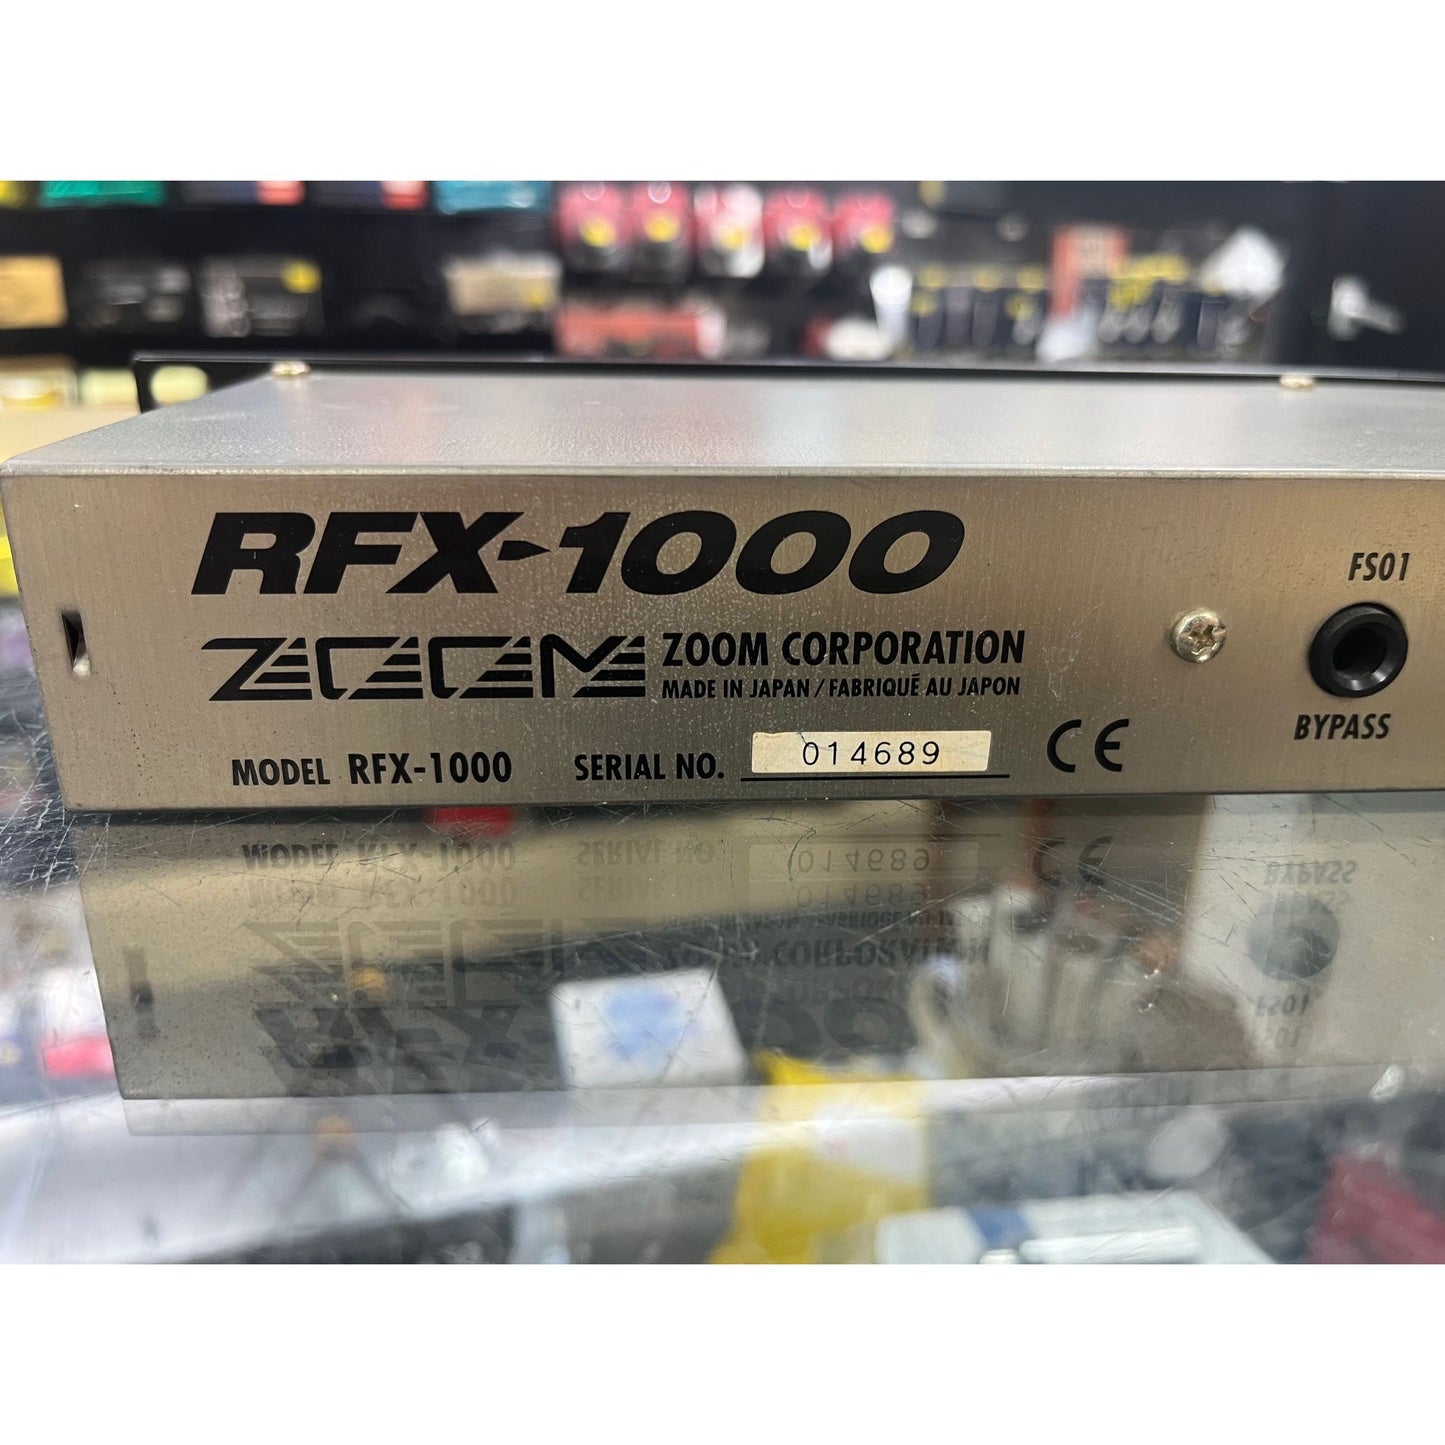 RFX-1000
ZOOM ZOOM CORPORATION
MADE IN JAPAN / FABRIQUÉ AU JAPON
MODEL RFX-1000 SERIAL NO. 014689 CE
FS01
BYPASS